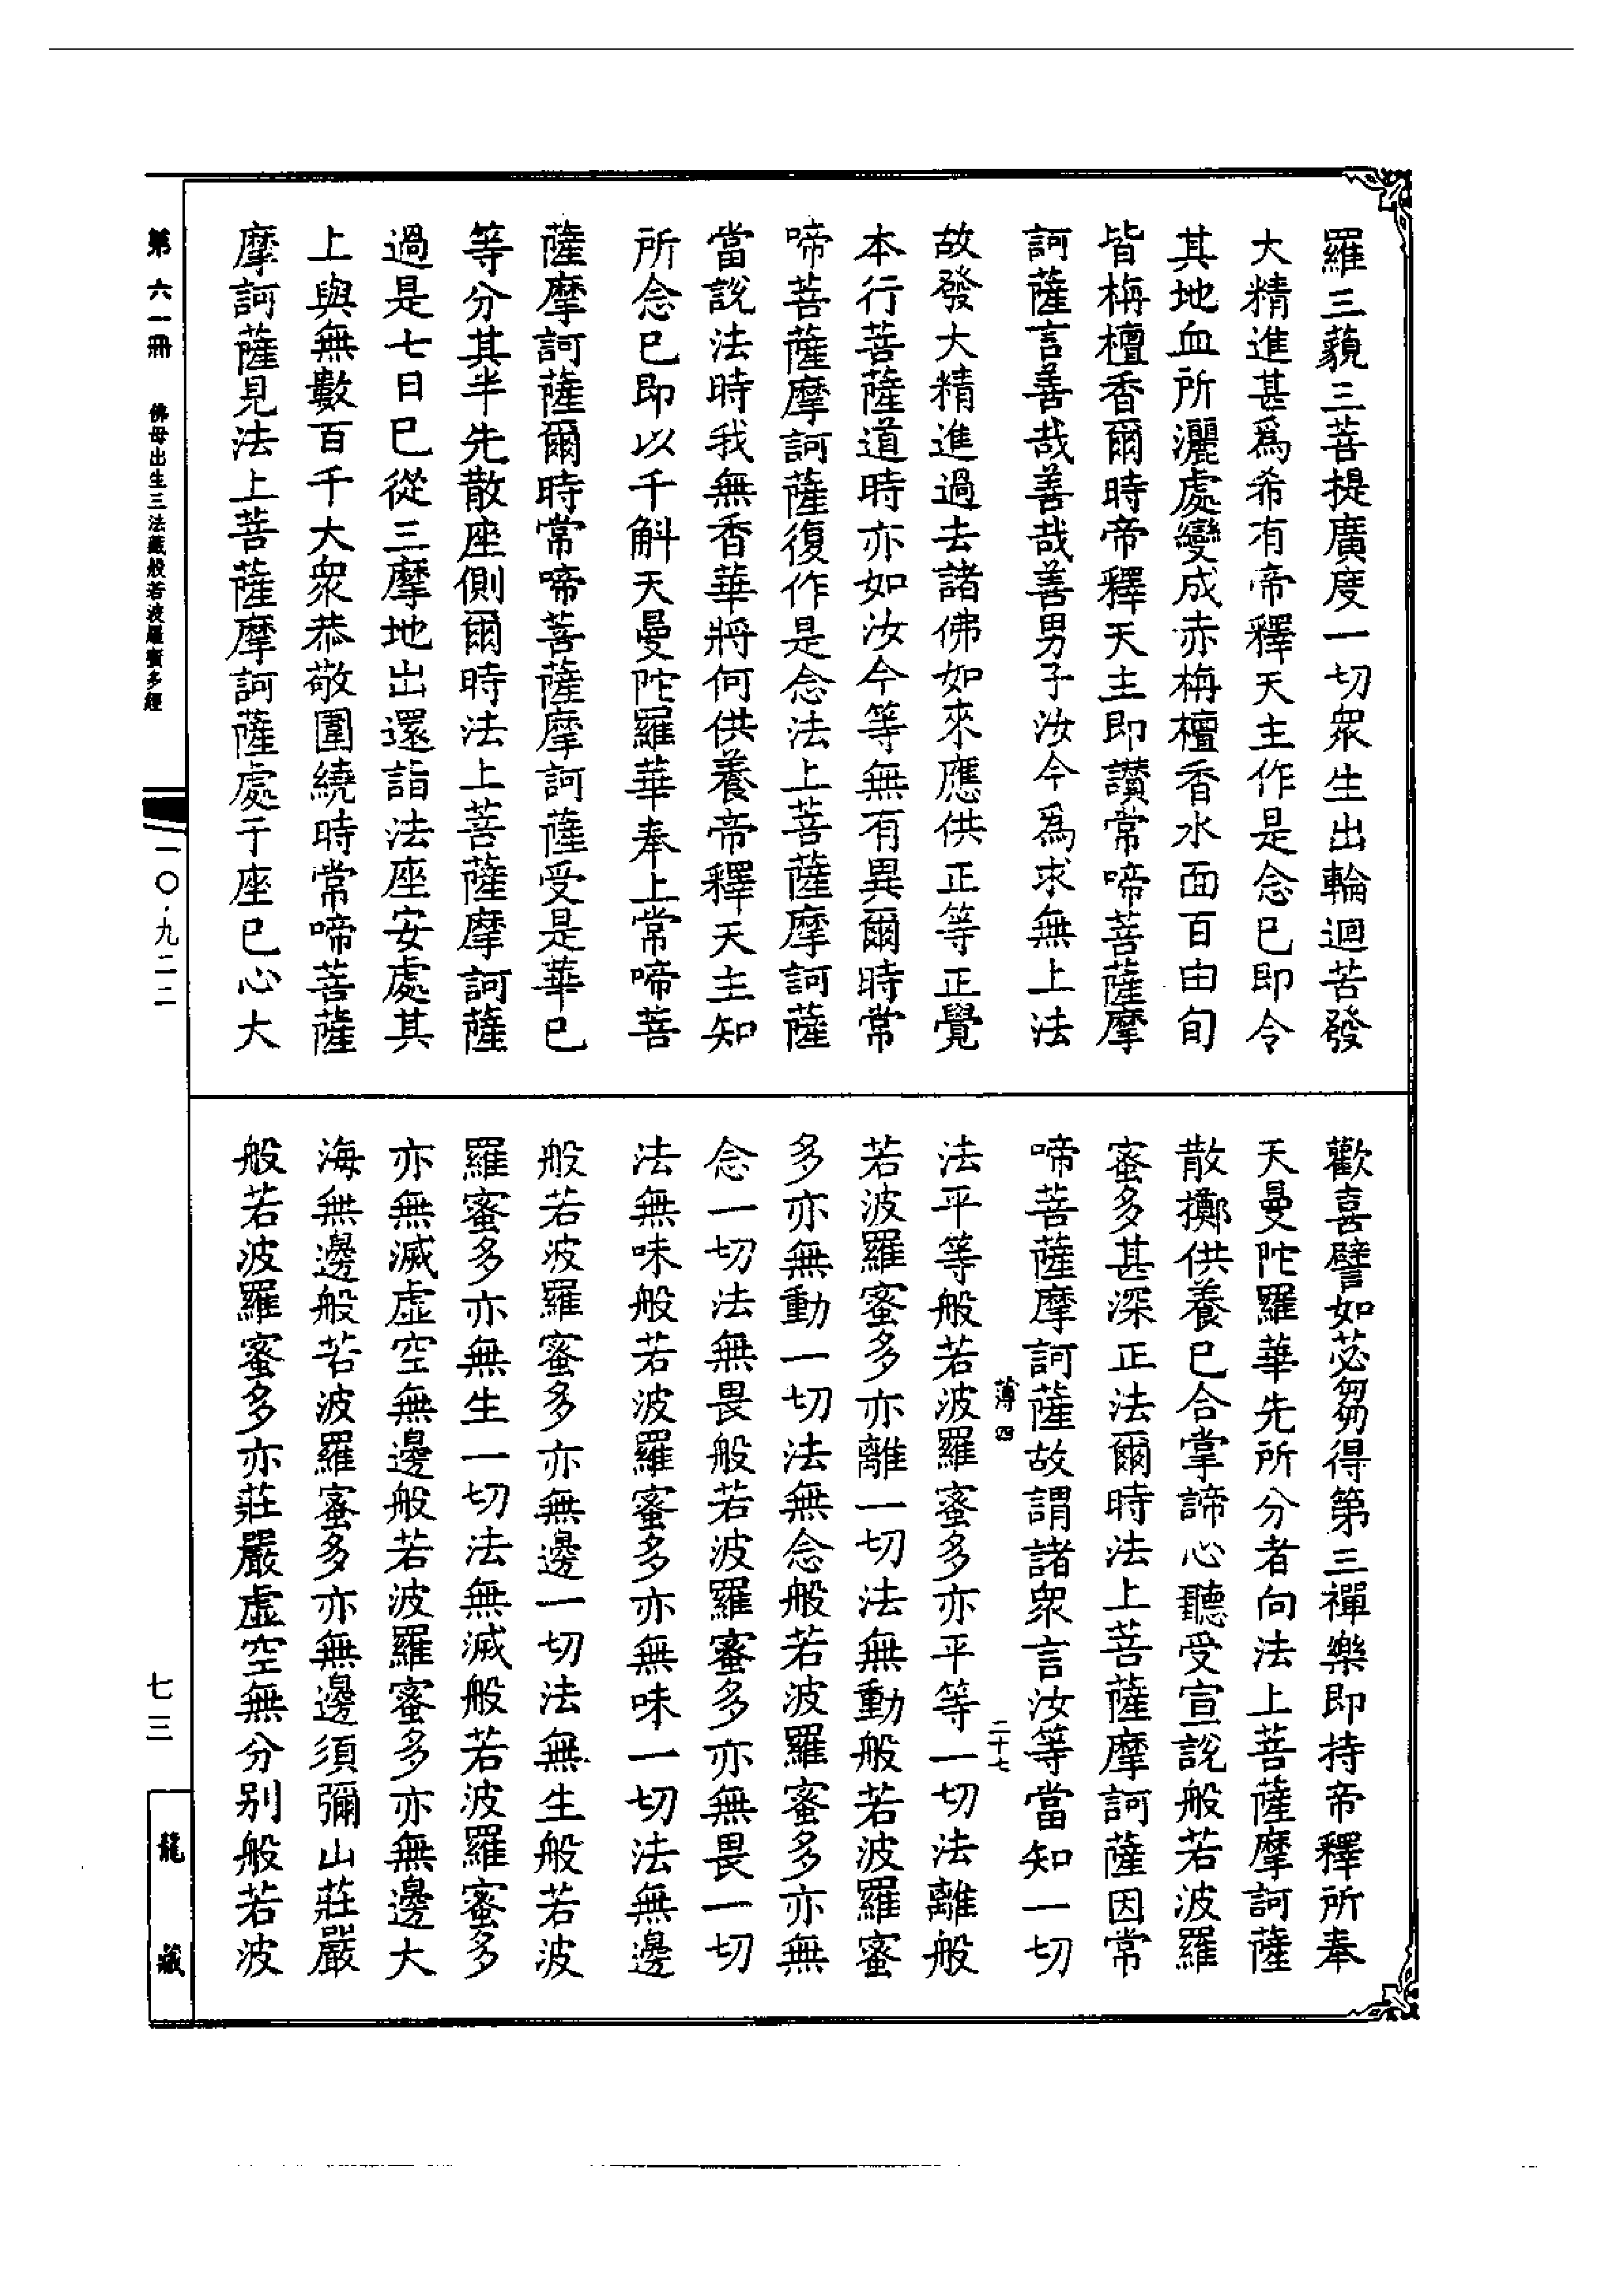 羅三藐三菩提廣度一切眾生出輪迴苦發
大精進甚為希有帝釋天主作是念已即令
其地血所灑處變成赤栴檀香水面百由旬
皆栴檀香爾時帝釋天主即讚常啼菩薩摩
訶薩言善哉善哉善男子汝今為求無上法
故發大精進過去諸佛如來應供正等正覺
本行菩薩道時亦如汝今等無有異爾時常
啼菩薩摩訶薩復作是念法上菩薩摩訶薩
當說法時我無香華將何供養帝釋天主知
所念已即以千斛天曼陀羅華奉上常啼菩
薩摩訶薩爾時常啼菩薩摩訶薩受是華已
等分其半先散座側爾時法上菩薩摩訶薩
過是七日已從三摩地出還詣法座安處其
上與無數百千大眾恭敬圍繞時常啼菩薩
摩訶薩見法上菩薩摩訶薩處于座已心大
歡喜譬如苾芻得第三禪樂即持帝釋所奉
天曼陀羅華先所分者向法上菩薩摩訶薩
散擲供養已合掌諦心聽受宣說般若波羅
蜜多甚深正法爾時法上菩薩摩訶薩因常
啼菩薩摩訶薩故謂諸眾言汝等當知一切
薄四 二十七
法平等般若波羅蜜多亦平等一切法離般
若波羅蜜多亦離一切法無動般若波羅蜜
多亦無動一切法無念般若波羅蜜多亦無
念一切法無畏般若波羅蜜多亦無畏一切
法無味般若波羅蜜多亦無味一切法無邊
般若波羅蜜多亦無邊一切法無生般若波
羅蜜多亦無生一切法無滅般若波羅蜜多
亦無滅虛空無邊般若波羅蜜多亦無邊大
海無邊般若波羅蜜多亦無邊須彌山莊嚴
般若波羅蜜多亦莊嚴虛空無分別般若波
第六一冊 佛母出生三法藏般若波羅蜜多經
一〇·九二二
七三
龍藏